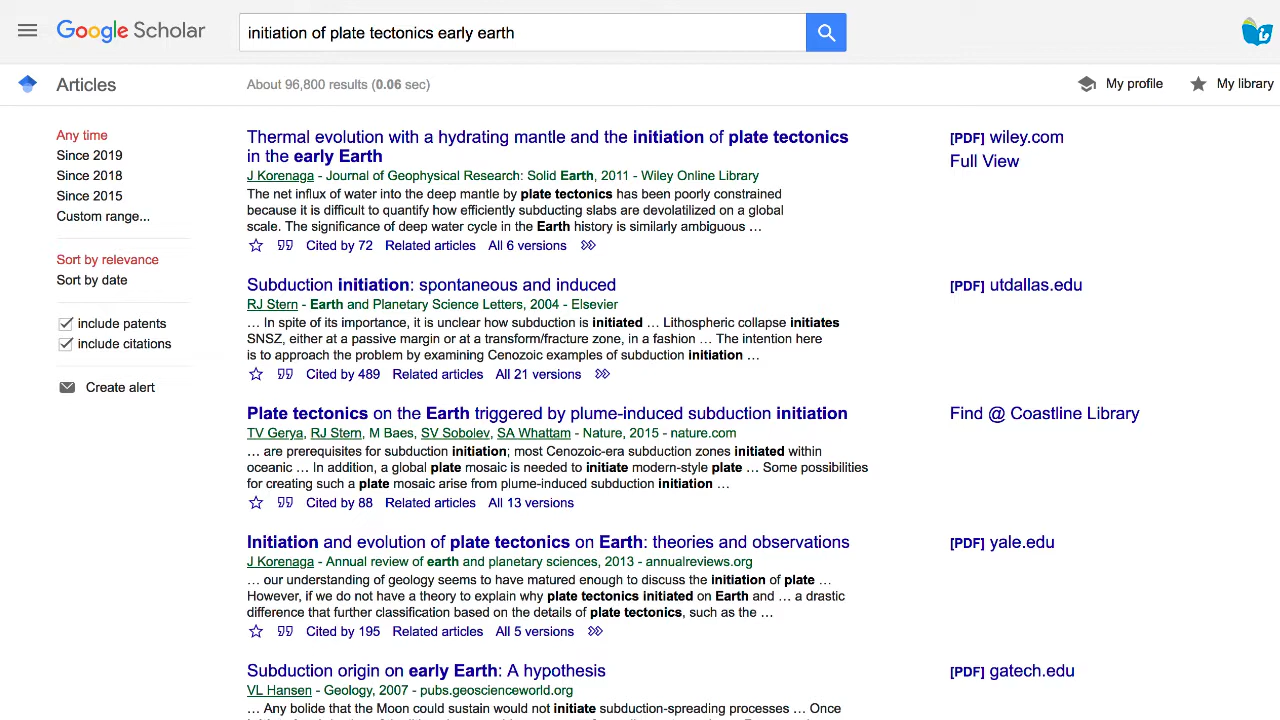 Google Scholar
initiation of plate tectonics early earth
Articles
About 96,800 results (0.06 sec)
My profile
My library
Any time
Since 2019
Since 2018
Since 2015
Custom range...
Sort by relevance
Sort by date
include patents
include citations
Create alert
Thermal evolution with a hydrating mantle and the initiation of plate tectonics
in the early Earth
J Korenaga - Journal of Geophysical Research: Solid Earth, 2011 - Wiley Online Library
The net influx of water into the deep mantle by plate tectonics has been poorly constrained
because it is difficult to quantify how efficiently subducting slabs are devolatilized on a global
scale. The significance of deep water cycle in the Earth history is similarly ambiguous …
Cited by 72 Related articles All 6 versions
[PDF] wiley.com
Full View
Subduction initiation: spontaneous and induced
RJ Stern - Earth and Planetary Science Letters, 2004 - Elsevier
… In spite of its importance, it is unclear how subduction is initiated … Lithospheric collapse initiates
SNSZ, either at a passive margin or at a transform/fracture zone, in a fashion … The intention here
is to approach the problem by examining Cenozoic examples of subduction initiation …
Cited by 489 Related articles All 21 versions
[PDF] utdallas.edu
Plate tectonics on the Earth triggered by plume-induced subduction initiation
TV Gerya, RJ Stern, M Baes, SV Sobolev, SA Whattam - Nature, 2015 - nature.com
… are prerequisites for subduction initiation; most Cenozoic-era subduction zones initiated within
oceanic … In addition, a global plate mosaic is needed to initiate modern-style plate … Some possibilities
for creating such a plate mosaic arise from plume-induced subduction initiation …
Cited by 88 Related articles All 13 versions
Find @ Coastline Library
Initiation and evolution of plate tectonics on Earth: theories and observations
J Korenaga - Annual review of earth and planetary sciences, 2013 - annualreviews.org
… our understanding of geology seems to have matured enough to discuss the initiation of plate …
However, if we do not have a theory to explain why plate tectonics initiated on Earth and … a drastic
difference that further classification based on the details of plate tectonics, such as the …
Cited by 195 Related articles All 5 versions
[PDF] yale.edu
Subduction origin on early Earth: A hypothesis
VL Hansen - Geology, 2007 - pubs.geoscienceworld.org
… Any bolide that the Moon could sustain would not initiate subduction-spreading processes … Once
[PDF] gatech.edu